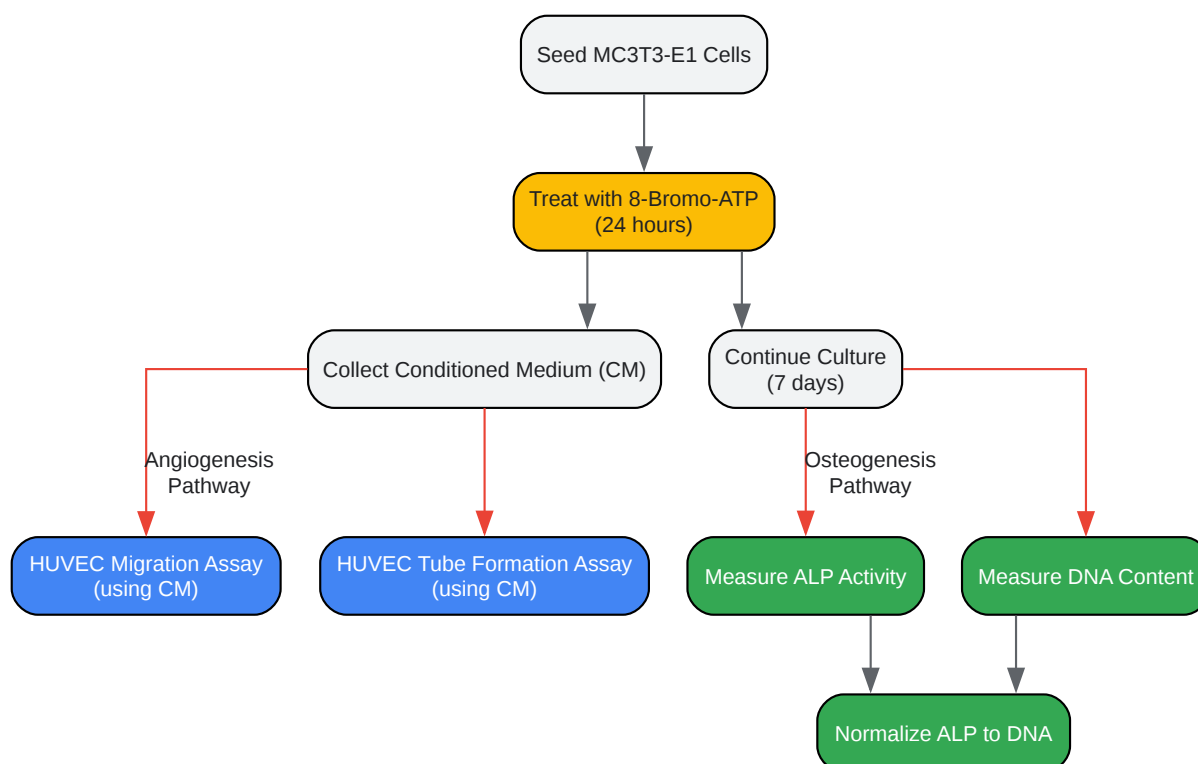 Seed MC3T3-E1 Cells
Treat with 8-Bromo-ATP
(24 hours)
Collect Conditioned Medium (CM)
Continue Culture
(7 days)
Angiogenesis
Pathway
Osteogenesis
Pathway
HUVEC Migration Assay
(using CM)
HUVEC Tube Formation Assay
(using CM)
Measure ALP Activity
Measure DNA Content
Normalize ALP to DNA